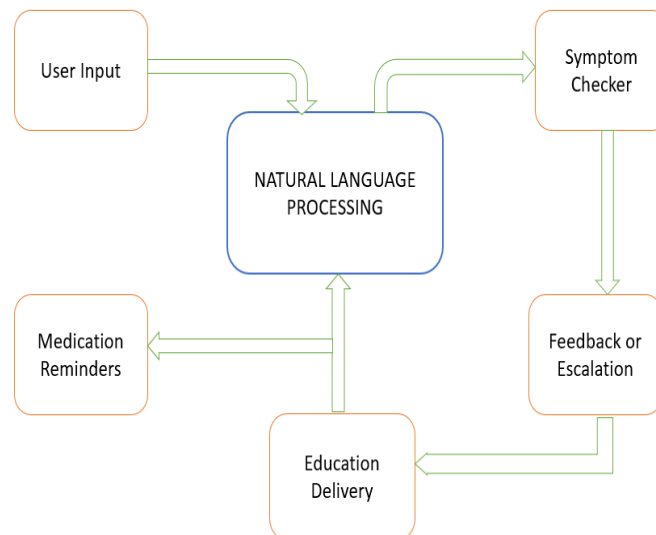 User Input
Symptom
Checker
NATURAL LANGUAGE
PROCESSING
Medication
Reminders
Feedback or
Escalation
Education
Delivery